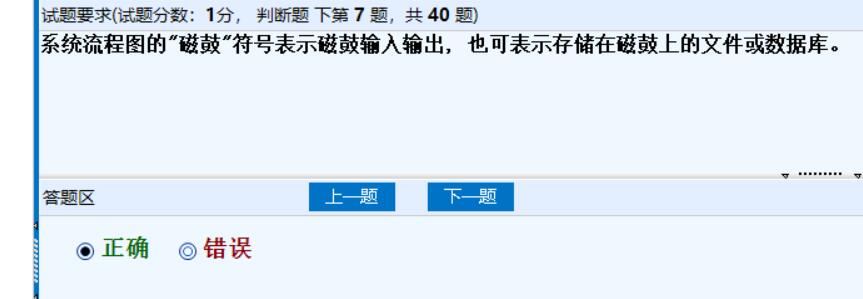 试题要求(试题分数：1分， 判断题 下第 7 题，共 40 题)
系统流程图的"磁鼓"符号表示磁鼓输入输出，也可表示存储在磁鼓上的文件或数据库。
答题区 上一题 下一题
正确 错误